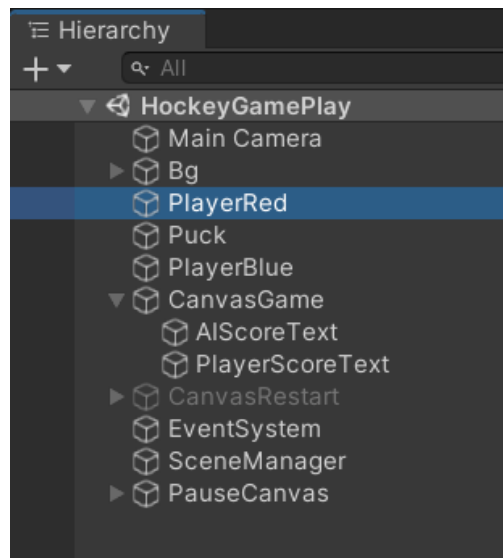 Hierarchy
All
HockeyGamePlay
Main Camera
Bg
PlayerRed
Puck
PlayerBlue
CanvasGame
AIScoreText
PlayerScoreText
CanvasRestart
EventSystem
SceneManager
PauseCanvas